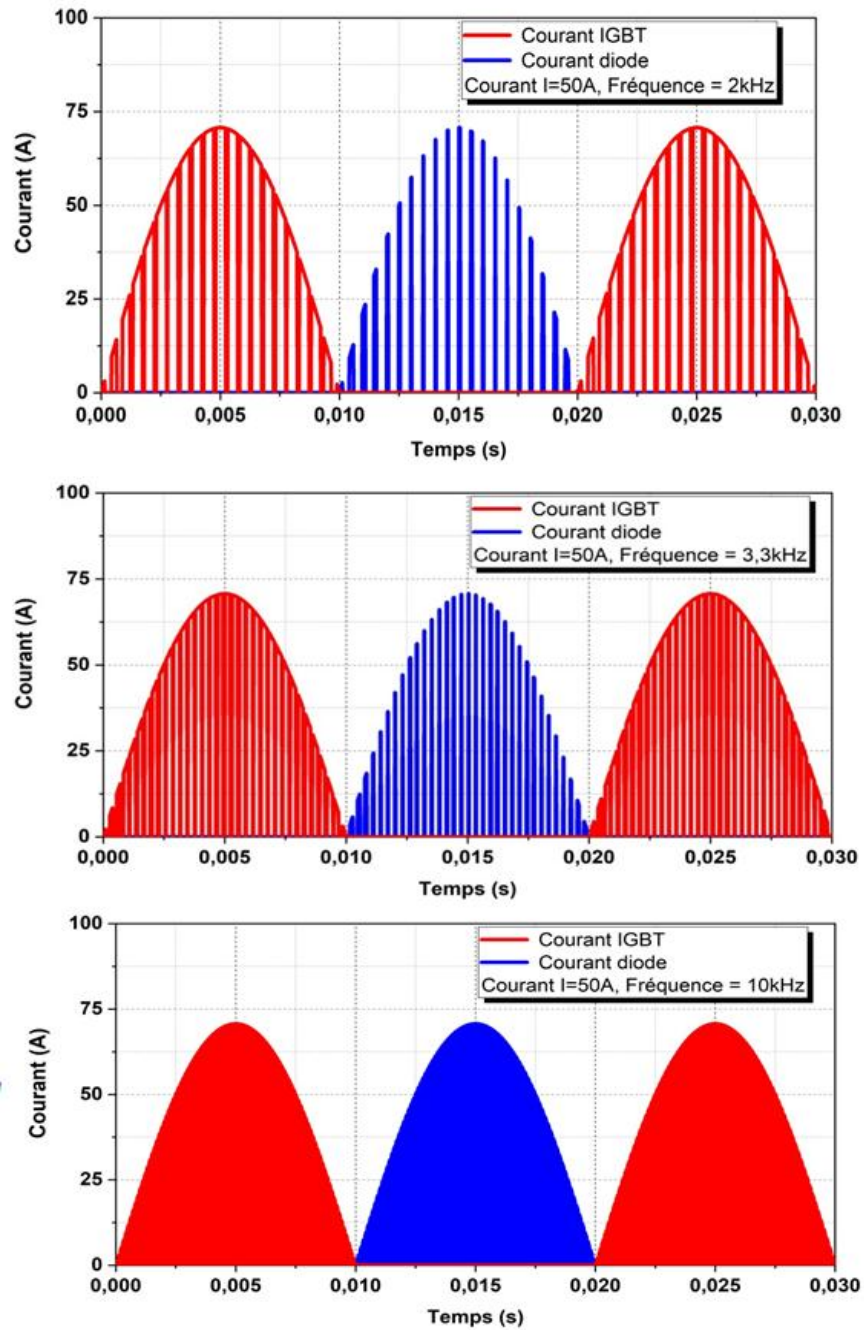 100
Courant IGBT
Courant diode
Courant I=50A, Fréquence = 2kHz
75
50
25
0
Courant (A)
0,000 0,005 0,010 0,015 0,020 0,025 0,030
Temps (s)
100
Courant IGBT
Courant diode
Courant I=50A, Fréquence = 3,3kHz
75
50
25
0
Courant (A)
0,000 0,005 0,010 0,015 0,020 0,025 0,030
Temps (s)
100
Courant IGBT
Courant diode
Courant I=50A, Fréquence = 10kHz
75
50
25
0
Courant (A)
0,000 0,005 0,010 0,015 0,020 0,025 0,030
Temps (s)